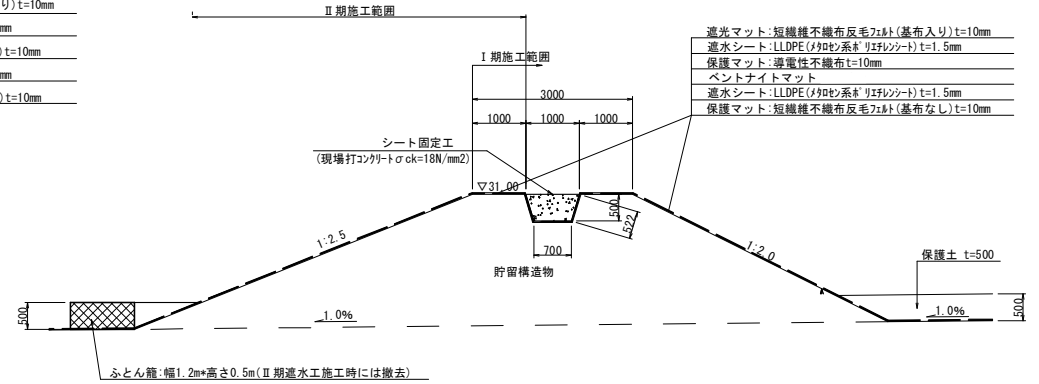 り)t=10mm
mm
)t=10mm
mm
)t=10mm
Ⅱ期施工範囲
Ⅰ期施工範囲
3000
1000
1000
1000
遮光マット:短繊維不織布反毛フェルト(基布入り)t=10mm
遮水シート:LLDPE(メタロセン系ポリエチレンシート)t=1.5mm
保護マット:導電性不織布t=10mm
ベントナイトマット
遮水シート:LLDPE(メタロセン系ポリエチレンシート)t=1.5mm
保護マット:短繊維不織布反毛フェルト(基布なし)t=10mm
シート固定工
(現場打コンクリートσck=18N/mm2)
▽31.00
500
522
700
貯留構造物
1:2.5
1:2.0
保護土 t=500
500
1.0%
1.0%
500
ふとん籠:幅1.2m*高さ0.5m(Ⅱ期遮水工施工時には撤去)